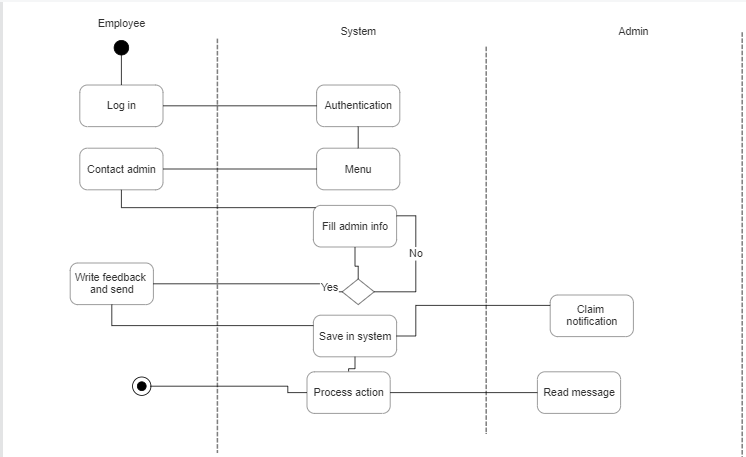 Employee
System
Admin
Log in
Authentication
Contact admin
Menu
Fill admin info
No
Write feedback
and send
Yes
Claim
notification
Save in system
Process action
Read message